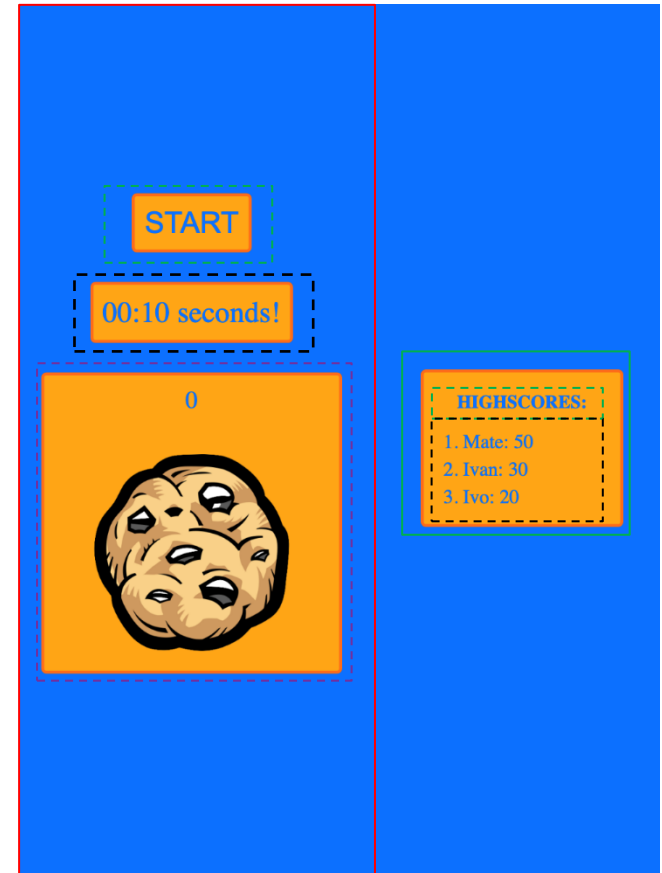 START
00:10 seconds!
0
HIGHSCORES:
1. Mate: 50
2. Ivan: 30
3. Ivo: 20